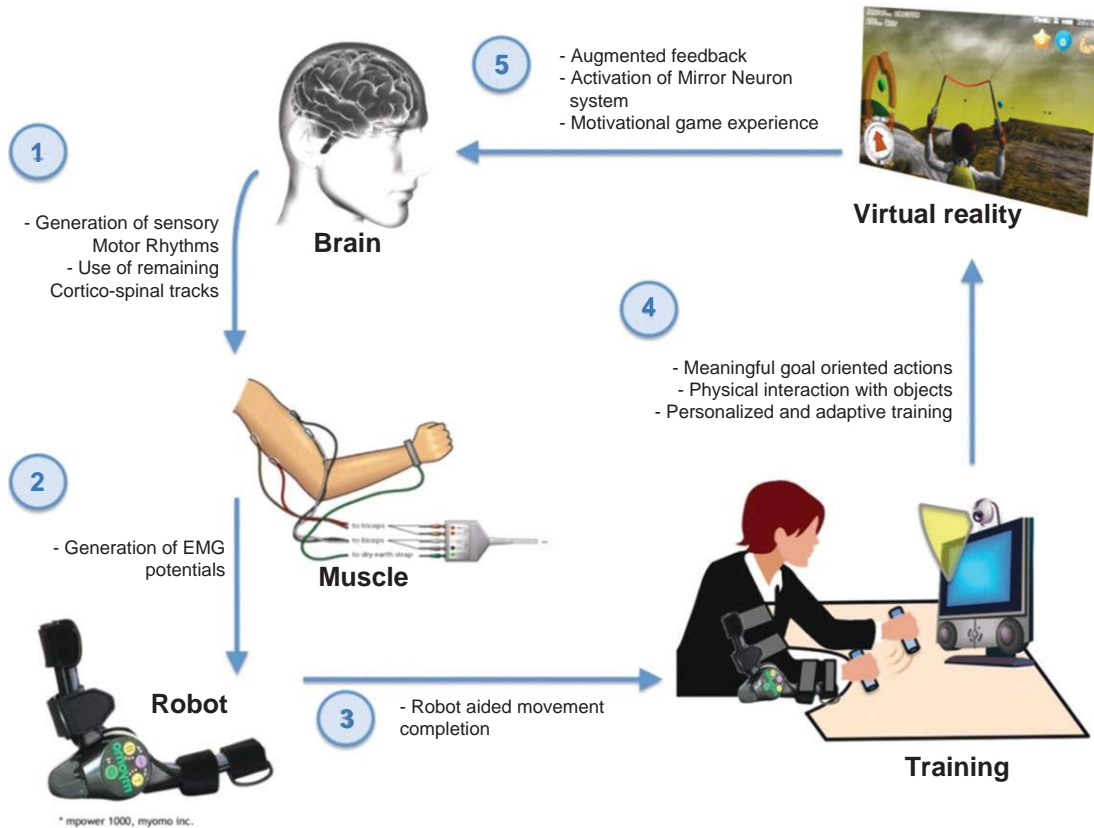 1
- Generation of sensory
Motor Rhythms
- Use of remaining
Cortico-spinal tracks
Brain
5
- Augmented feedback
- Activation of Mirror Neuron
system
- Motivational game experience
Virtual reality
2
- Generation of EMG
potentials
to triceps
to biceps
to dry earth strap
Muscle
4
- Meaningful goal oriented actions
- Physical interaction with objects
- Personalized and adaptive training
Robot
myomo
* mpower 1000, myomo inc.
3
- Robot aided movement
completion
Training